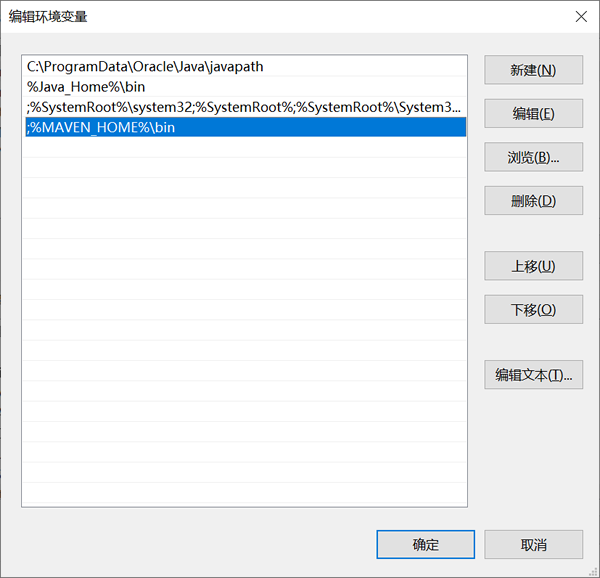 编辑环境变量
C:\ProgramData\Oracle\Java\javapath
%Java_Home%\bin
;%SystemRoot%\system32;%SystemRoot%;%SystemRoot%\System3...
;%MAVEN_HOME%\bin
新建(N)
编辑(E)
浏览(B)...
删除(D)
上移(U)
下移(O)
编辑文本(T)...
确定
取消